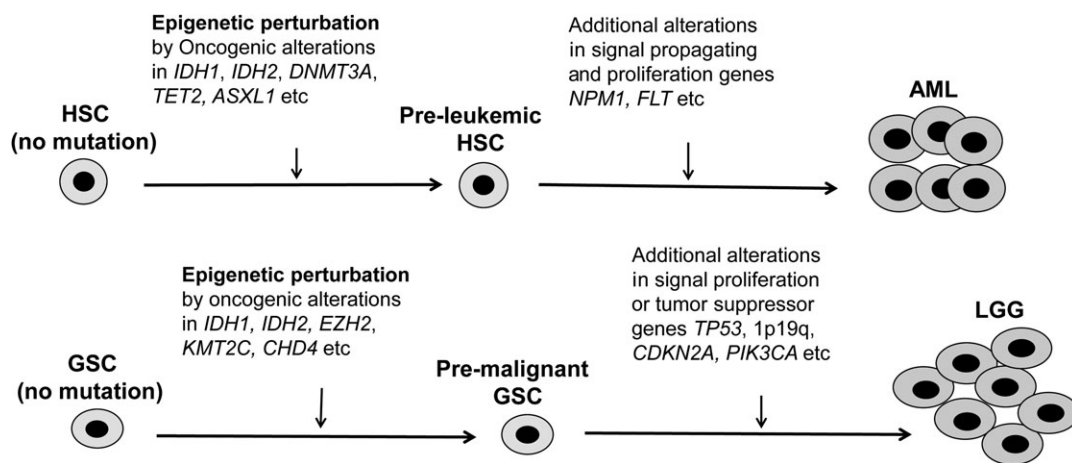 Epigenetic perturbation
by Oncogenic alterations
in IDH1, IDH2, DNMT3A,
TET2, ASXL1 etc
Additional alterations
in signal propagating
and proliferation genes
NPM1, FLT etc
HSC
(no mutation)
Pre-leukemic
HSC
AML
Epigenetic perturbation
by oncogenic alterations
in IDH1, IDH2, EZH2,
KMT2C, CHD4 etc
Additional alterations
in signal proliferation
or tumor suppressor
genes TP53, 1p19q,
CDKN2A, PIK3CA etc
GSC
(no mutation)
Pre-malignant
GSC
LGG